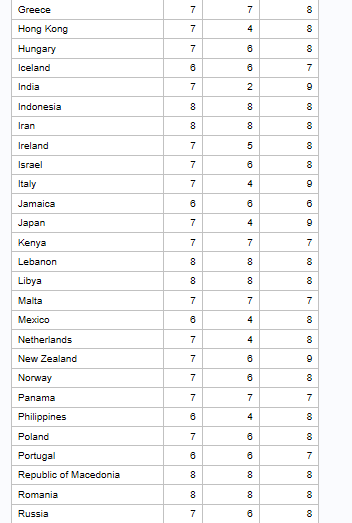 Greece 7 7 8
Hong Kong 7 4 8
Hungary 7 6 8
Iceland 6 6 7
India 7 2 9
Indonesia 8 8 8
Iran 8 8 8
Ireland 7 5 8
Israel 7 6 8
Italy 7 4 9
Jamaica 6 6 6
Japan 7 4 9
Kenya 7 7 7
Lebanon 8 8 8
Libya 8 8 8
Malta 7 7 7
Mexico 6 4 8
Netherlands 7 4 8
New Zealand 7 6 9
Norway 7 6 8
Panama 7 7 7
Philippines 6 4 8
Poland 7 6 8
Portugal 6 6 7
Republic of Macedonia 8 8 8
Romania 8 8 8
Russia 7 6 8